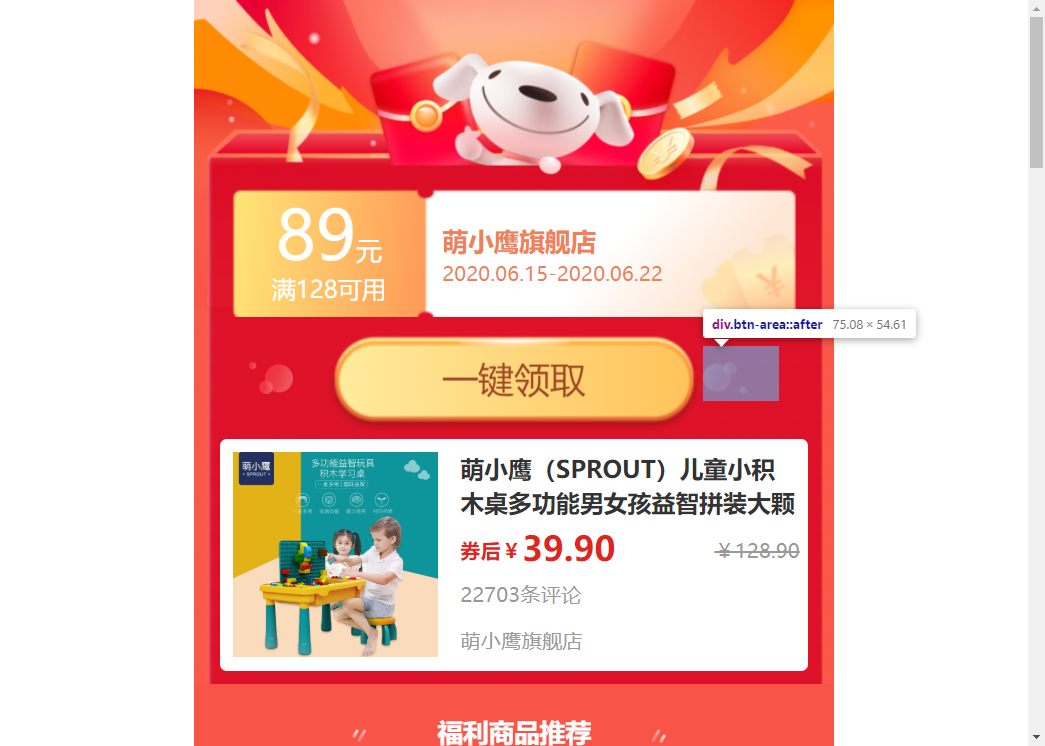 89元
满128可用
萌小鹰旗舰店
2020.06.15-2020.06.22
div.btn-area::after 75.08 × 54.61
一键领取
萌小鹰
SPROUT
多功能益智玩具
积木学习桌
萌小鹰（SPROUT）儿童小积
木桌多功能男女孩益智拼装大颗
券后 ¥ 39.90
¥ 128.90
22703条评论
萌小鹰旗舰店
福利商品推荐